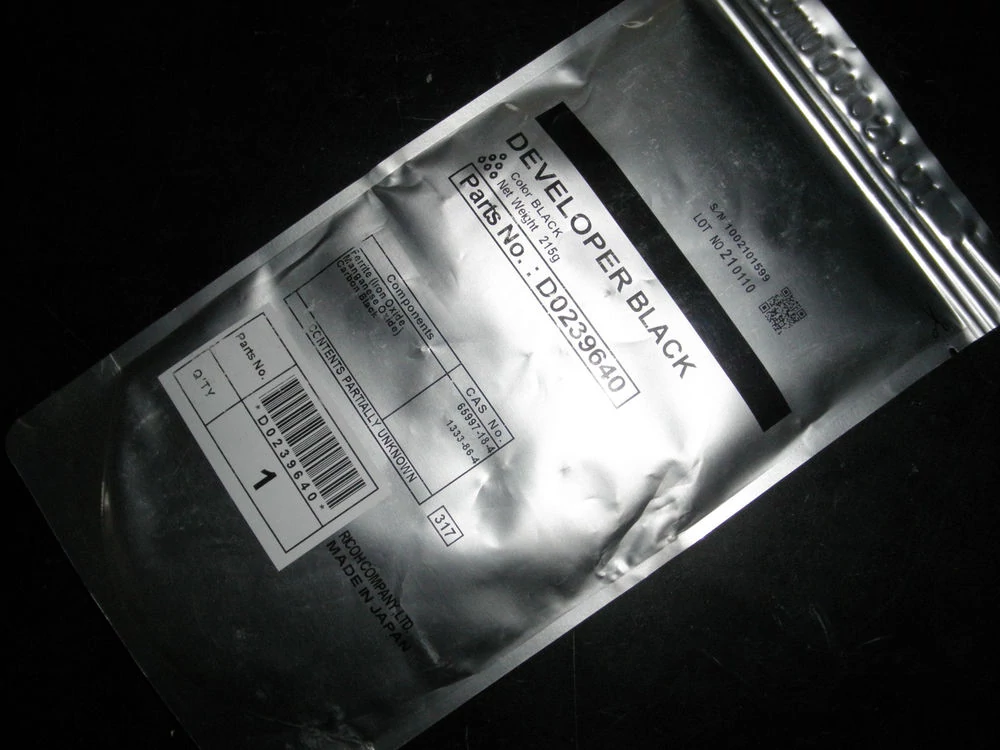 S/N 1002101599
LOT NO.210110
DEVELOPER BLACK
Color BLACK
Net Weight 215g
Parts No. : D0239640
Components
CAS No.
Ferrite (Iron Oxide,
65997-18-4
Manganese Oxide)
Carbon Black
1333-86-4
CONTENTS PARTIALLY UNKNOWN
317
Parts No.
*D0239640*
Q'TY
1
RICOH COMPANY, LTD.
MADE IN JAPAN